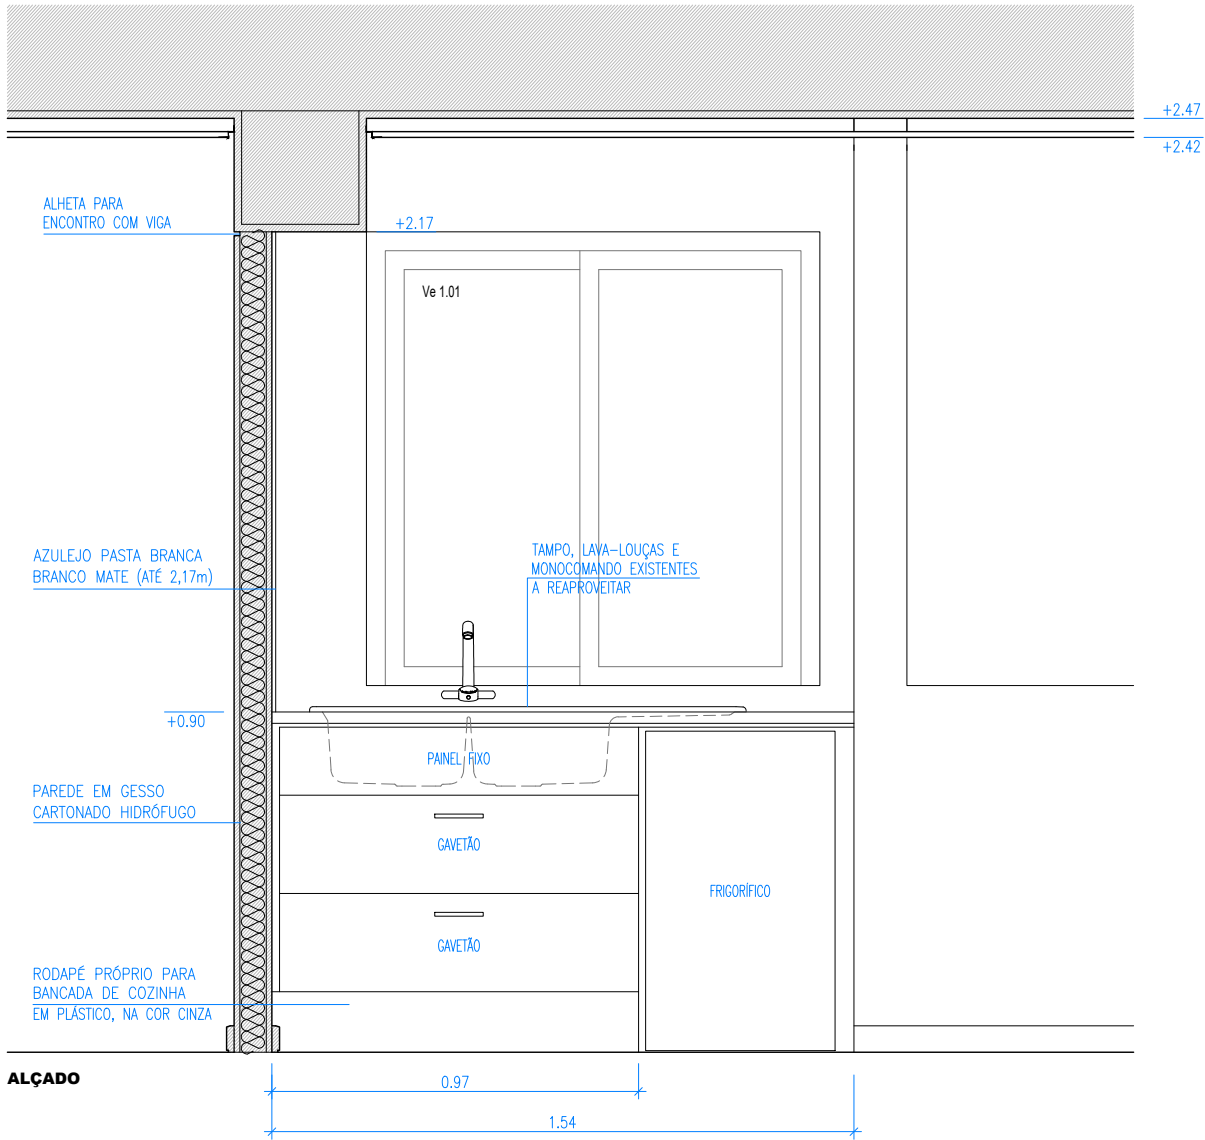 +2.47
+2.42
ALHETA PARA
ENCONTRO COM VIGA
+2.17
Ve 1.01
AZULEJO PASTA BRANCA
BRANCO MATE (ATÉ 2,17m)
TAMPO, LAVA-LOUÇAS E
MONOCOMANDO EXISTENTES
A REAPROVEITAR
+0.90
PAINEL FIXO
PAREDE EM GESSO
CARTONADO HIDRÓFUGO
GAVETÃO
FRIGORÍFICO
GAVETÃO
RODAPÉ PRÓPRIO PARA
BANCADA DE COZINHA
EM PLÁSTICO, NA COR CINZA
ALÇADO
0.97
1.54